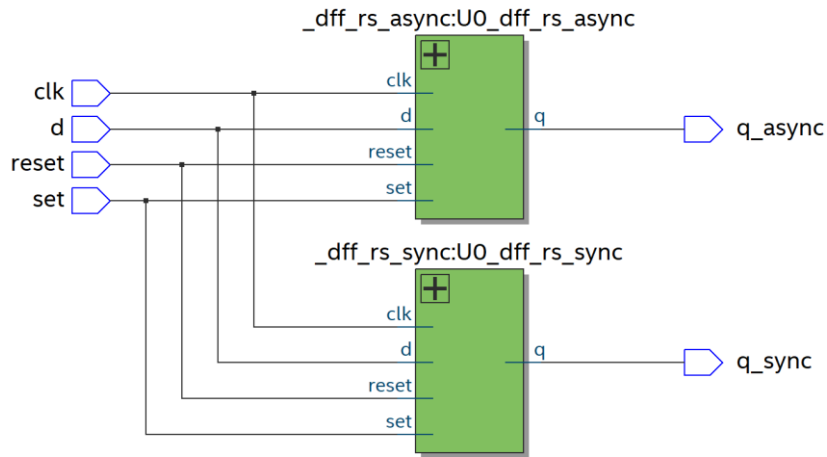 _dff_rs_async:U0_dff_rs_async
clk
d
reset
set
clk
d
reset
set
q
q_async
_dff_rs_sync:U0_dff_rs_sync
clk
d
reset
set
q
q_sync